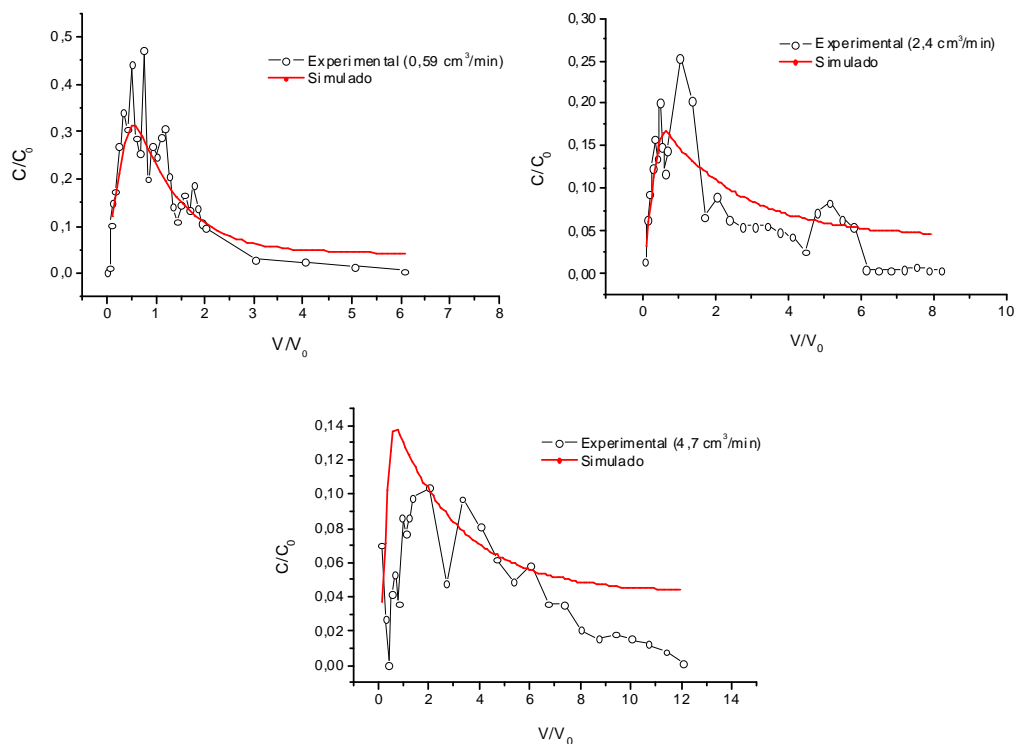 0,5
0,4
0,3
0,2
0,1
0,0
C/C₀
Experimental (0,59 cm³/min)
Simulado
0 1 2 3 4 5 6 7 8
V/V₀
0,30
0,25
0,20
0,15
0,10
0,05
0,00
C/C₀
Experimental (2,4 cm³/min)
Simulado
0 2 4 6 8 10
V/V₀
0,14
0,12
0,10
0,08
0,06
0,04
0,02
0,00
C/C₀
Experimental (4,7 cm³/min)
Simulado
0 2 4 6 8 10 12 14
V/V₀